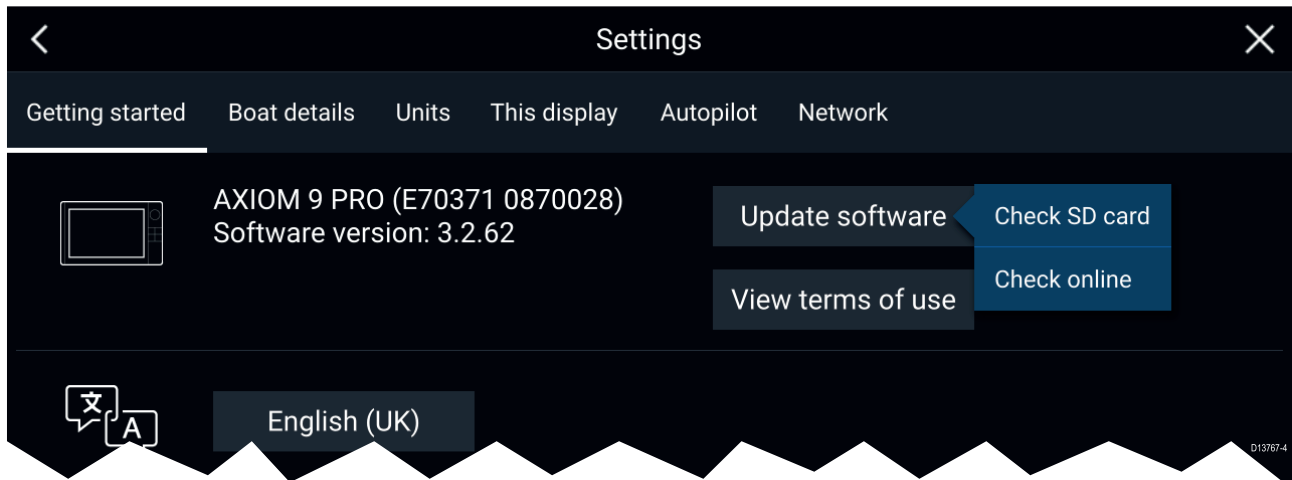 Settings
Getting started Boat details Units This display Autopilot Network
AXIOM 9 PRO (E70371 0870028)
Software version: 3.2.62
Update software
Check SD card
Check online
View terms of use
文
A
English (UK)
D13767-4